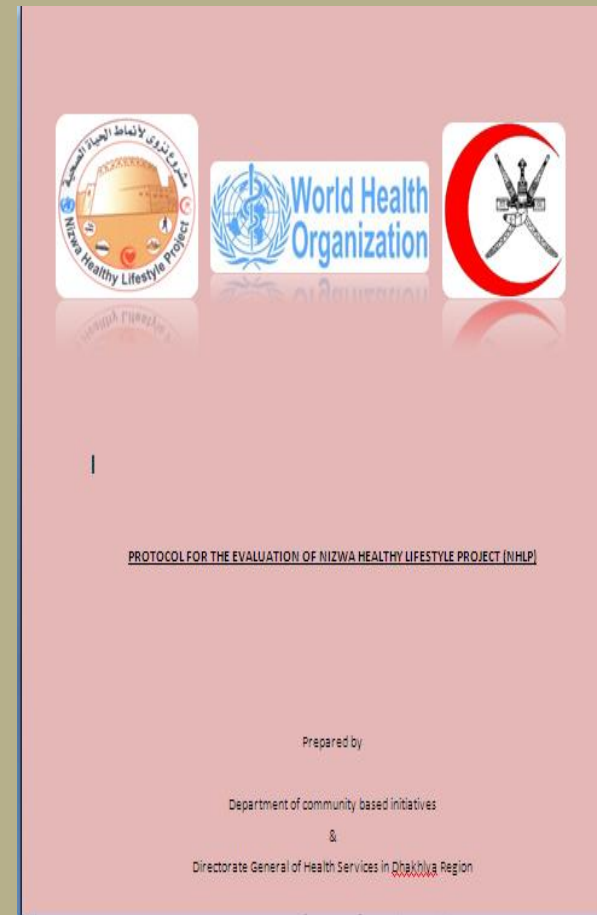 مشروع نزوى لأنماط الحياة الصحية
Nizwa Healthy Lifestyle Project
World Health
Organization
PROTOCOL FOR THE EVALUATION OF NIZWA HEALTHY LIFESTYLE PROJECT (NHLP)
Prepared by
Department of community based initiatives
&
Directorate General of Health Services in Dhakhlya Region